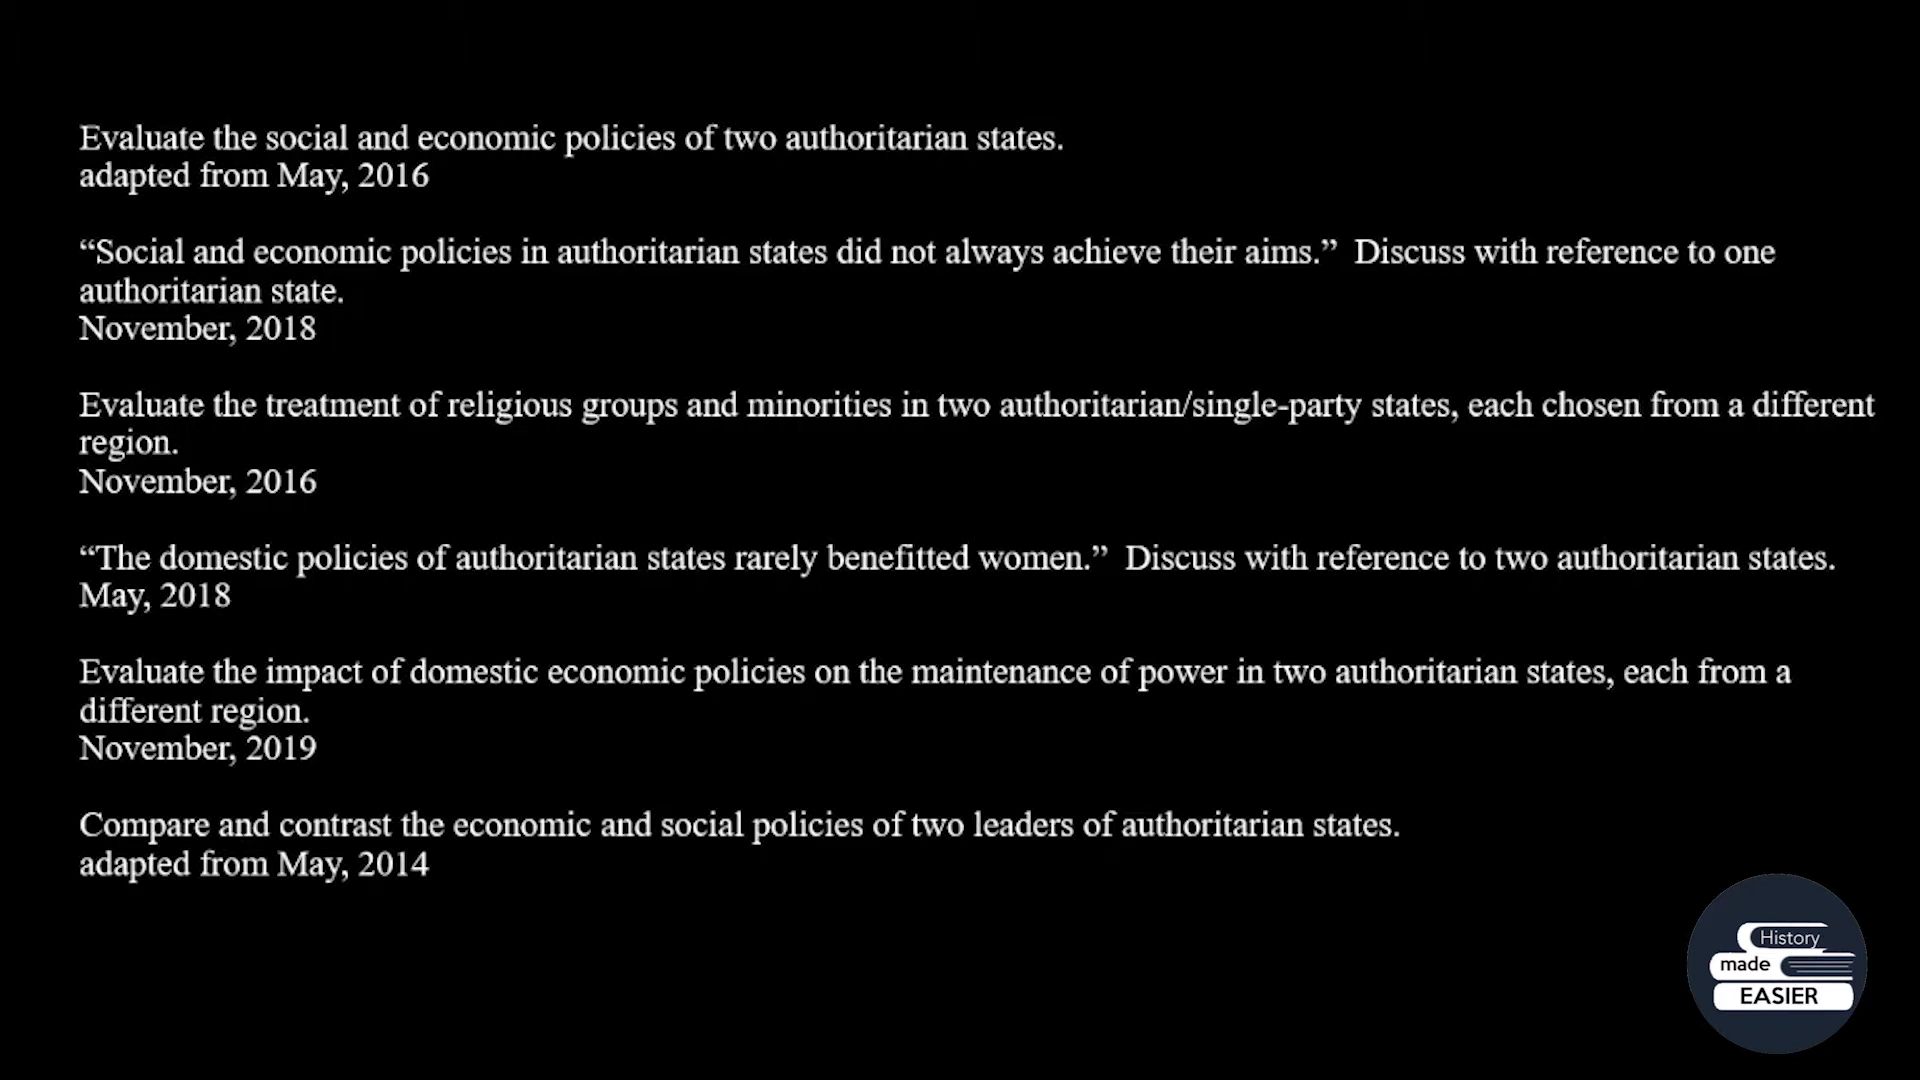 Evaluate the social and economic policies of two authoritarian states.
adapted from May, 2016
“Social and economic policies in authoritarian states did not always achieve their aims.”  Discuss with reference to one
authoritarian state.
November, 2018
Evaluate the treatment of religious groups and minorities in two authoritarian/single-party states, each chosen from a different
region.
November, 2016
“The domestic policies of authoritarian states rarely benefitted women.”  Discuss with reference to two authoritarian states.
May, 2018
Evaluate the impact of domestic economic policies on the maintenance of power in two authoritarian states, each from a
different region.
November, 2019
Compare and contrast the economic and social policies of two leaders of authoritarian states.
adapted from May, 2014
History
made
EASIER